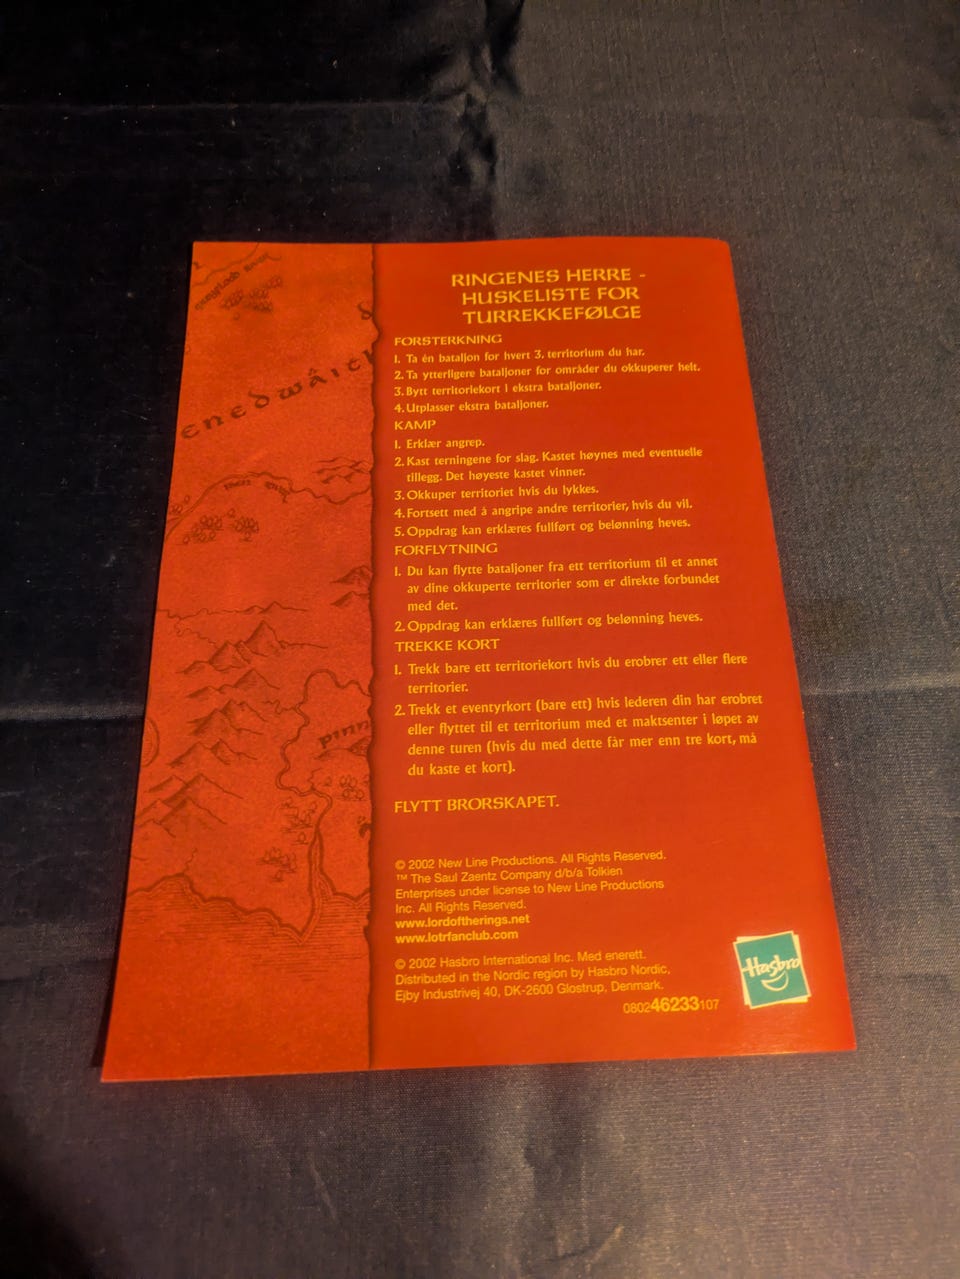 RINGENES HERRE -
HUSKELISTE FOR
TURREKKEFØLGE
FORSTERKNING
1. Ta én bataljon for hvert 3. territorium du har.
2. Ta ytterligere bataljoner for områder du okkuperer helt.
3. Bytt territoriekort i ekstra bataljoner.
4. Utplasser ekstra bataljoner.
KAMP
1. Erklær angrep.
2. Kast terningene for slag. Kastet høynes med eventuelle
tillegg. Det høyeste kastet vinner.
3. Okkuper territoriet hvis du lykkes.
4. Fortsett med å angripe andre territorier, hvis du vil.
5. Oppdrag kan erklæres fullført og belønning heves.
FORFLYTNING
1. Du kan flytte bataljoner fra ett territorium til et annet
av dine okkuperte territorier som er direkte forbundet
med det.
2. Oppdrag kan erklæres fullført og belønning heves.
TREKKE KORT
1. Trekk bare ett territoriekort hvis du erobrer ett eller flere
territorier.
2. Trekk et eventyrkort (bare ett) hvis lederen din har erobret
eller flyttet til et territorium med et maktsenter i løpet av
denne turen (hvis du med dette får mer enn tre kort, må
du kaste et kort).
FLYTT BRORSKAPET.
© 2002 New Line Productions. All Rights Reserved.
™ The Saul Zaentz Company d/b/a Tolkien
Enterprises under license to New Line Productions
Inc. All Rights Reserved.
www.lordoftherings.net
www.lotrfanclub.com
© 2002 Hasbro International Inc. Med enerett.
Distributed in the Nordic region by Hasbro Nordic,
Ejby Industrivej 40, DK-2600 Glostrup, Denmark.
080246233107
Hasbro
enedwaith
pinn